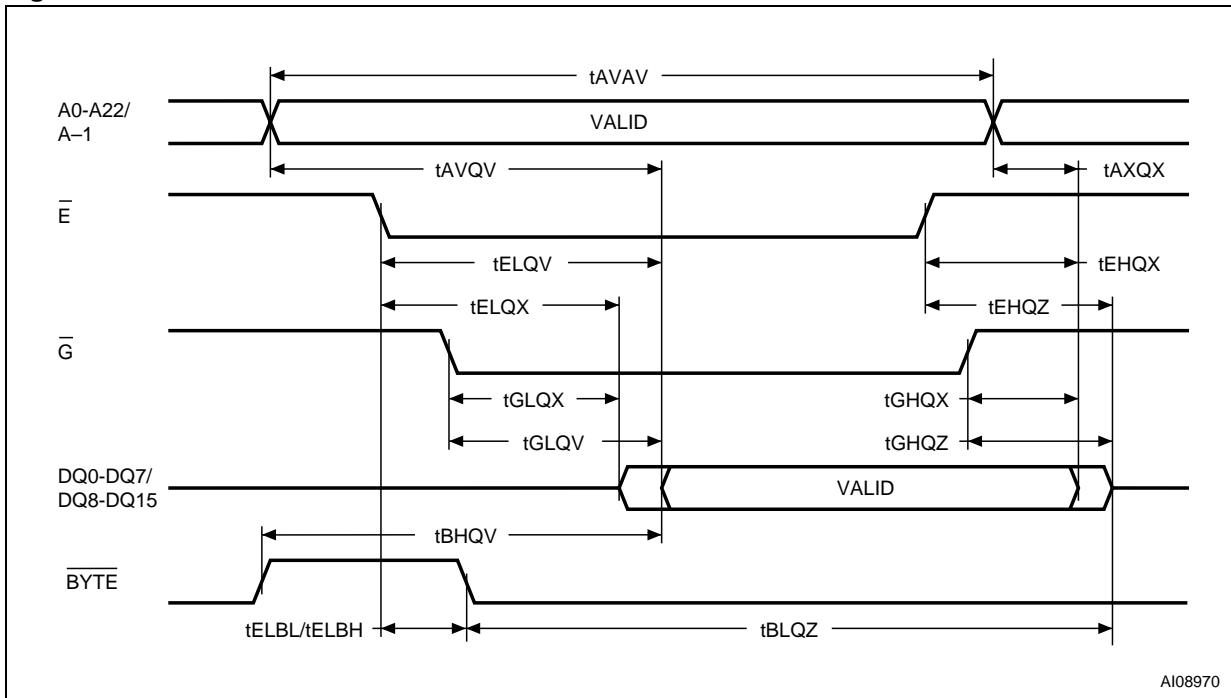 tAVAV
A0-A22/
A–1
VALID
tAVQV
tAXQX
E
tELQV
tEHQX
tELQX
tEHQZ
G
tGLQX
tGHQX
tGLQV
tGHQZ
DQ0-DQ7/
DQ8-DQ15
VALID
tBHQV
BYTE
tELBL/tELBH
tBLQZ
AI08970